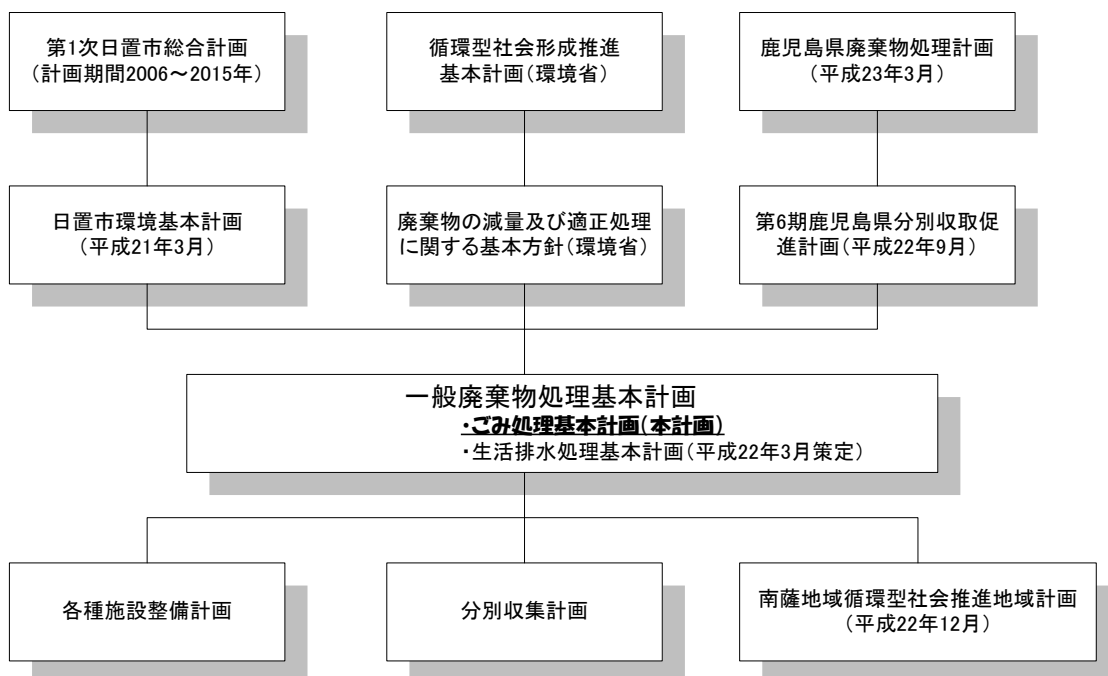 第1次日置市総合計画
(計画期間2006～2015年)
循環型社会形成推進
基本計画(環境省)
鹿児島県廃棄物処理計画
(平成23年3月)
日置市環境基本計画
(平成21年3月)
廃棄物の減量及び適正処理
に関する基本方針(環境省)
第6期鹿児島県分別収取促
進計画(平成22年9月)
一般廃棄物処理基本計画
・ごみ処理基本計画(本計画)
・生活排水処理基本計画(平成22年3月策定)
各種施設整備計画
分別収集計画
南薩地域循環型社会推進地域計画
(平成22年12月)